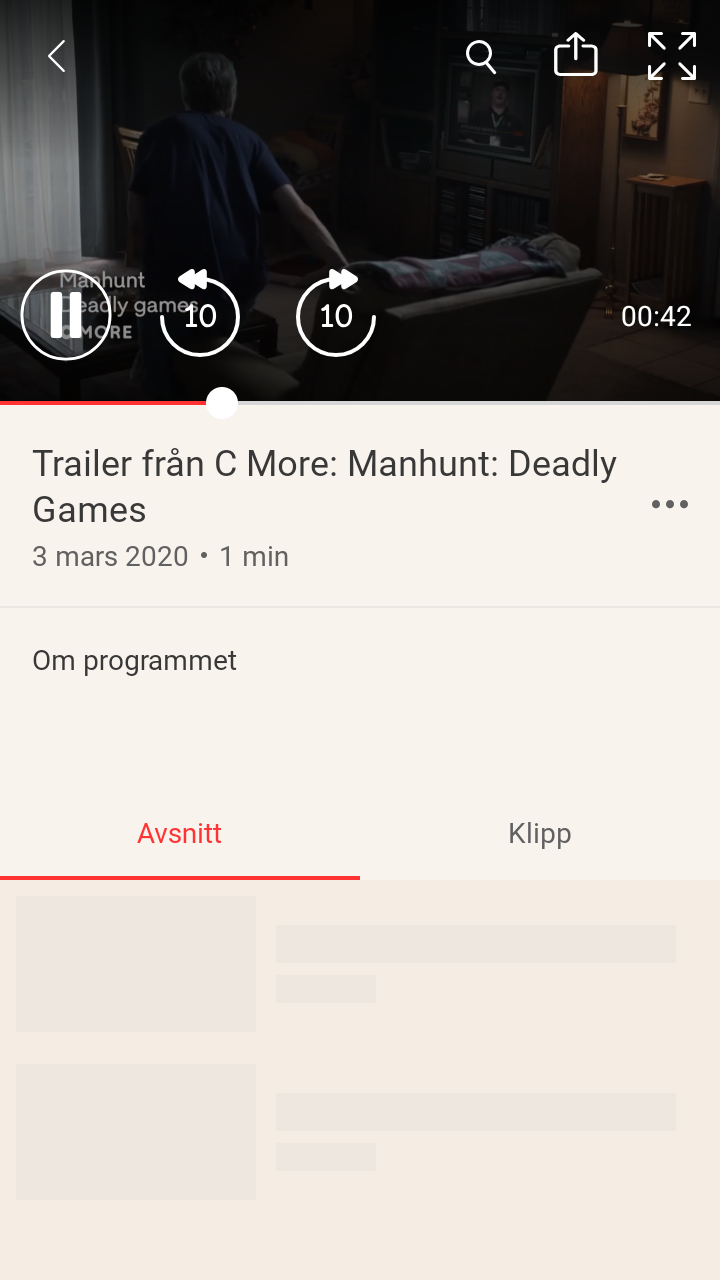 Manhunt
Deadly games
C MORE
10
10
00:42
Trailer från C More: Manhunt: Deadly
Games
3 mars 2020 • 1 min
Om programmet
Avsnitt
Klipp